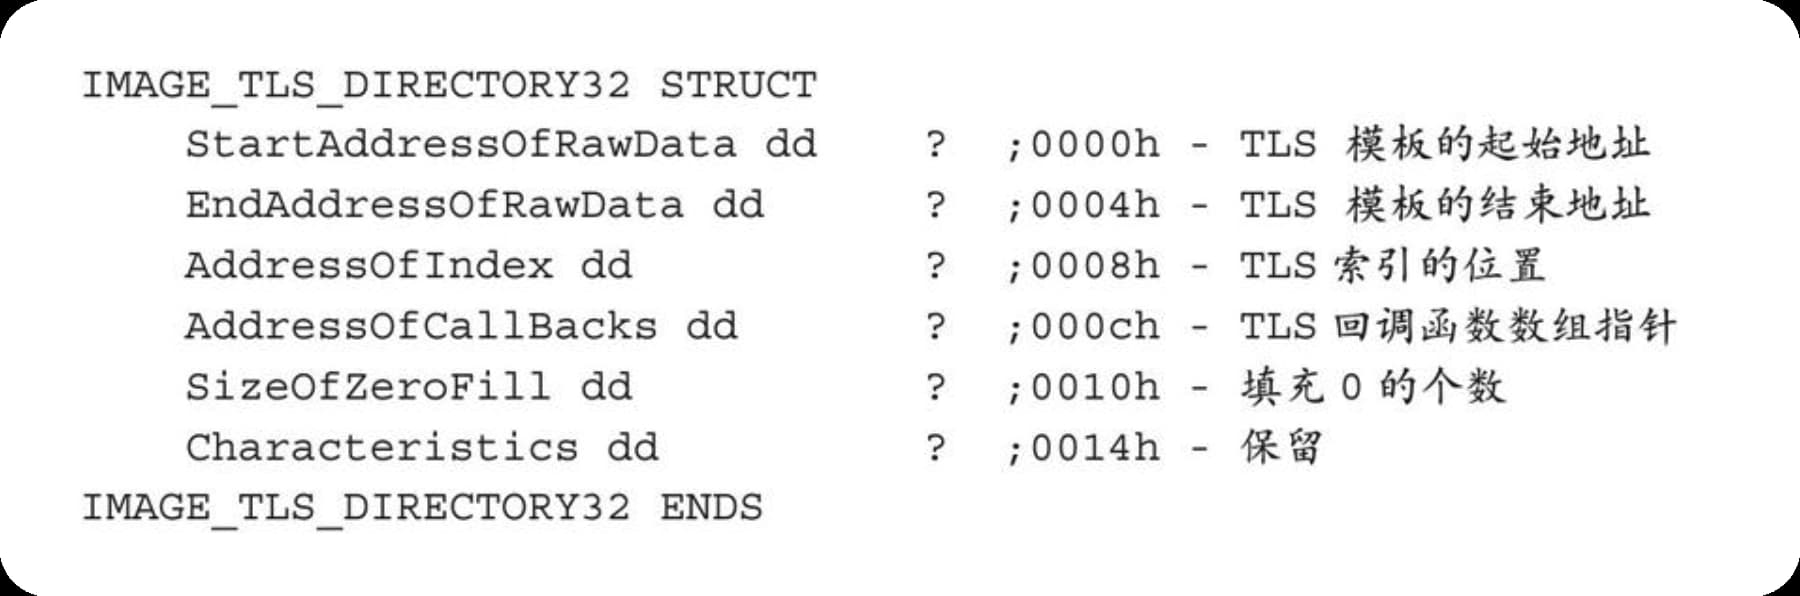 IMAGE_TLS_DIRECTORY32 STRUCT
StartAddressOfRawData dd ? ;0000h - TLS 模板的起始地址
EndAddressOfRawData dd ? ;0004h - TLS 模板的结束地址
AddressOfIndex dd ? ;0008h - TLS 索引的位置
AddressOfCallBacks dd ? ;000ch - TLS 回调函数数组指针
SizeOfZeroFill dd ? ;0010h - 填充 0 的个数
Characteristics dd ? ;0014h - 保留
IMAGE_TLS_DIRECTORY32 ENDS